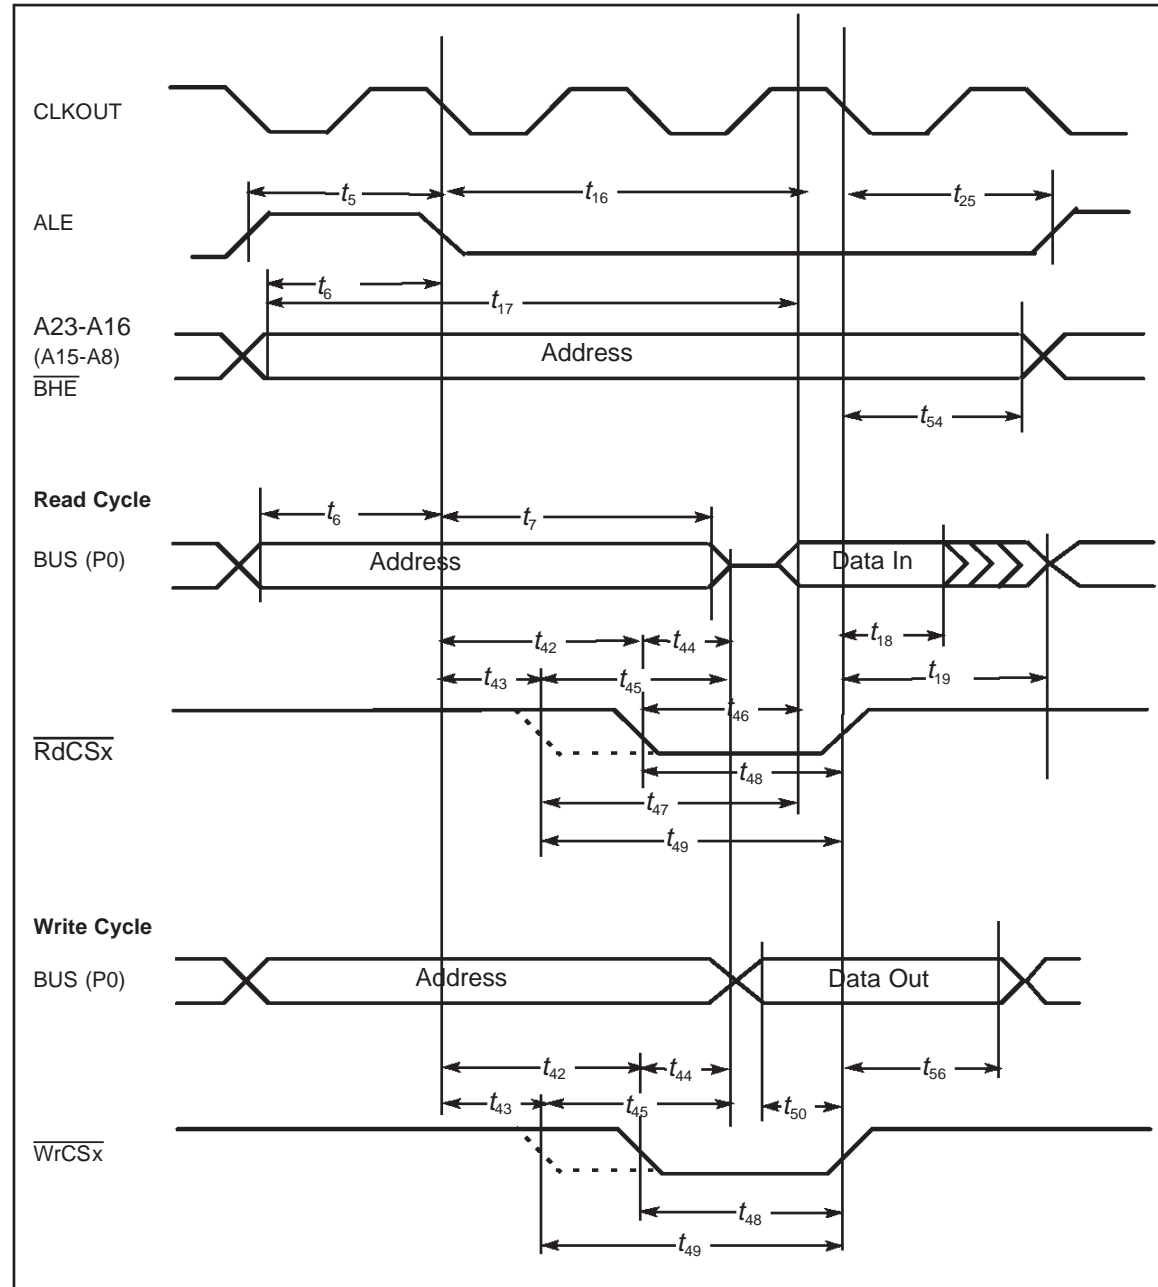 CLKOUT
t5
t16
t25
ALE
t6
t17
A23-A16
(A15-A8)
BHE
Address
t54
Read Cycle
t6
t7
BUS (P0)
Address
Data In
t42
t44
t18
t43
t45
t19
t46
RdCSx
t48
t47
t49
Write Cycle
BUS (P0)
Address
Data Out
t42
t44
t56
t43
t45
t50
WrCSx
t48
t49